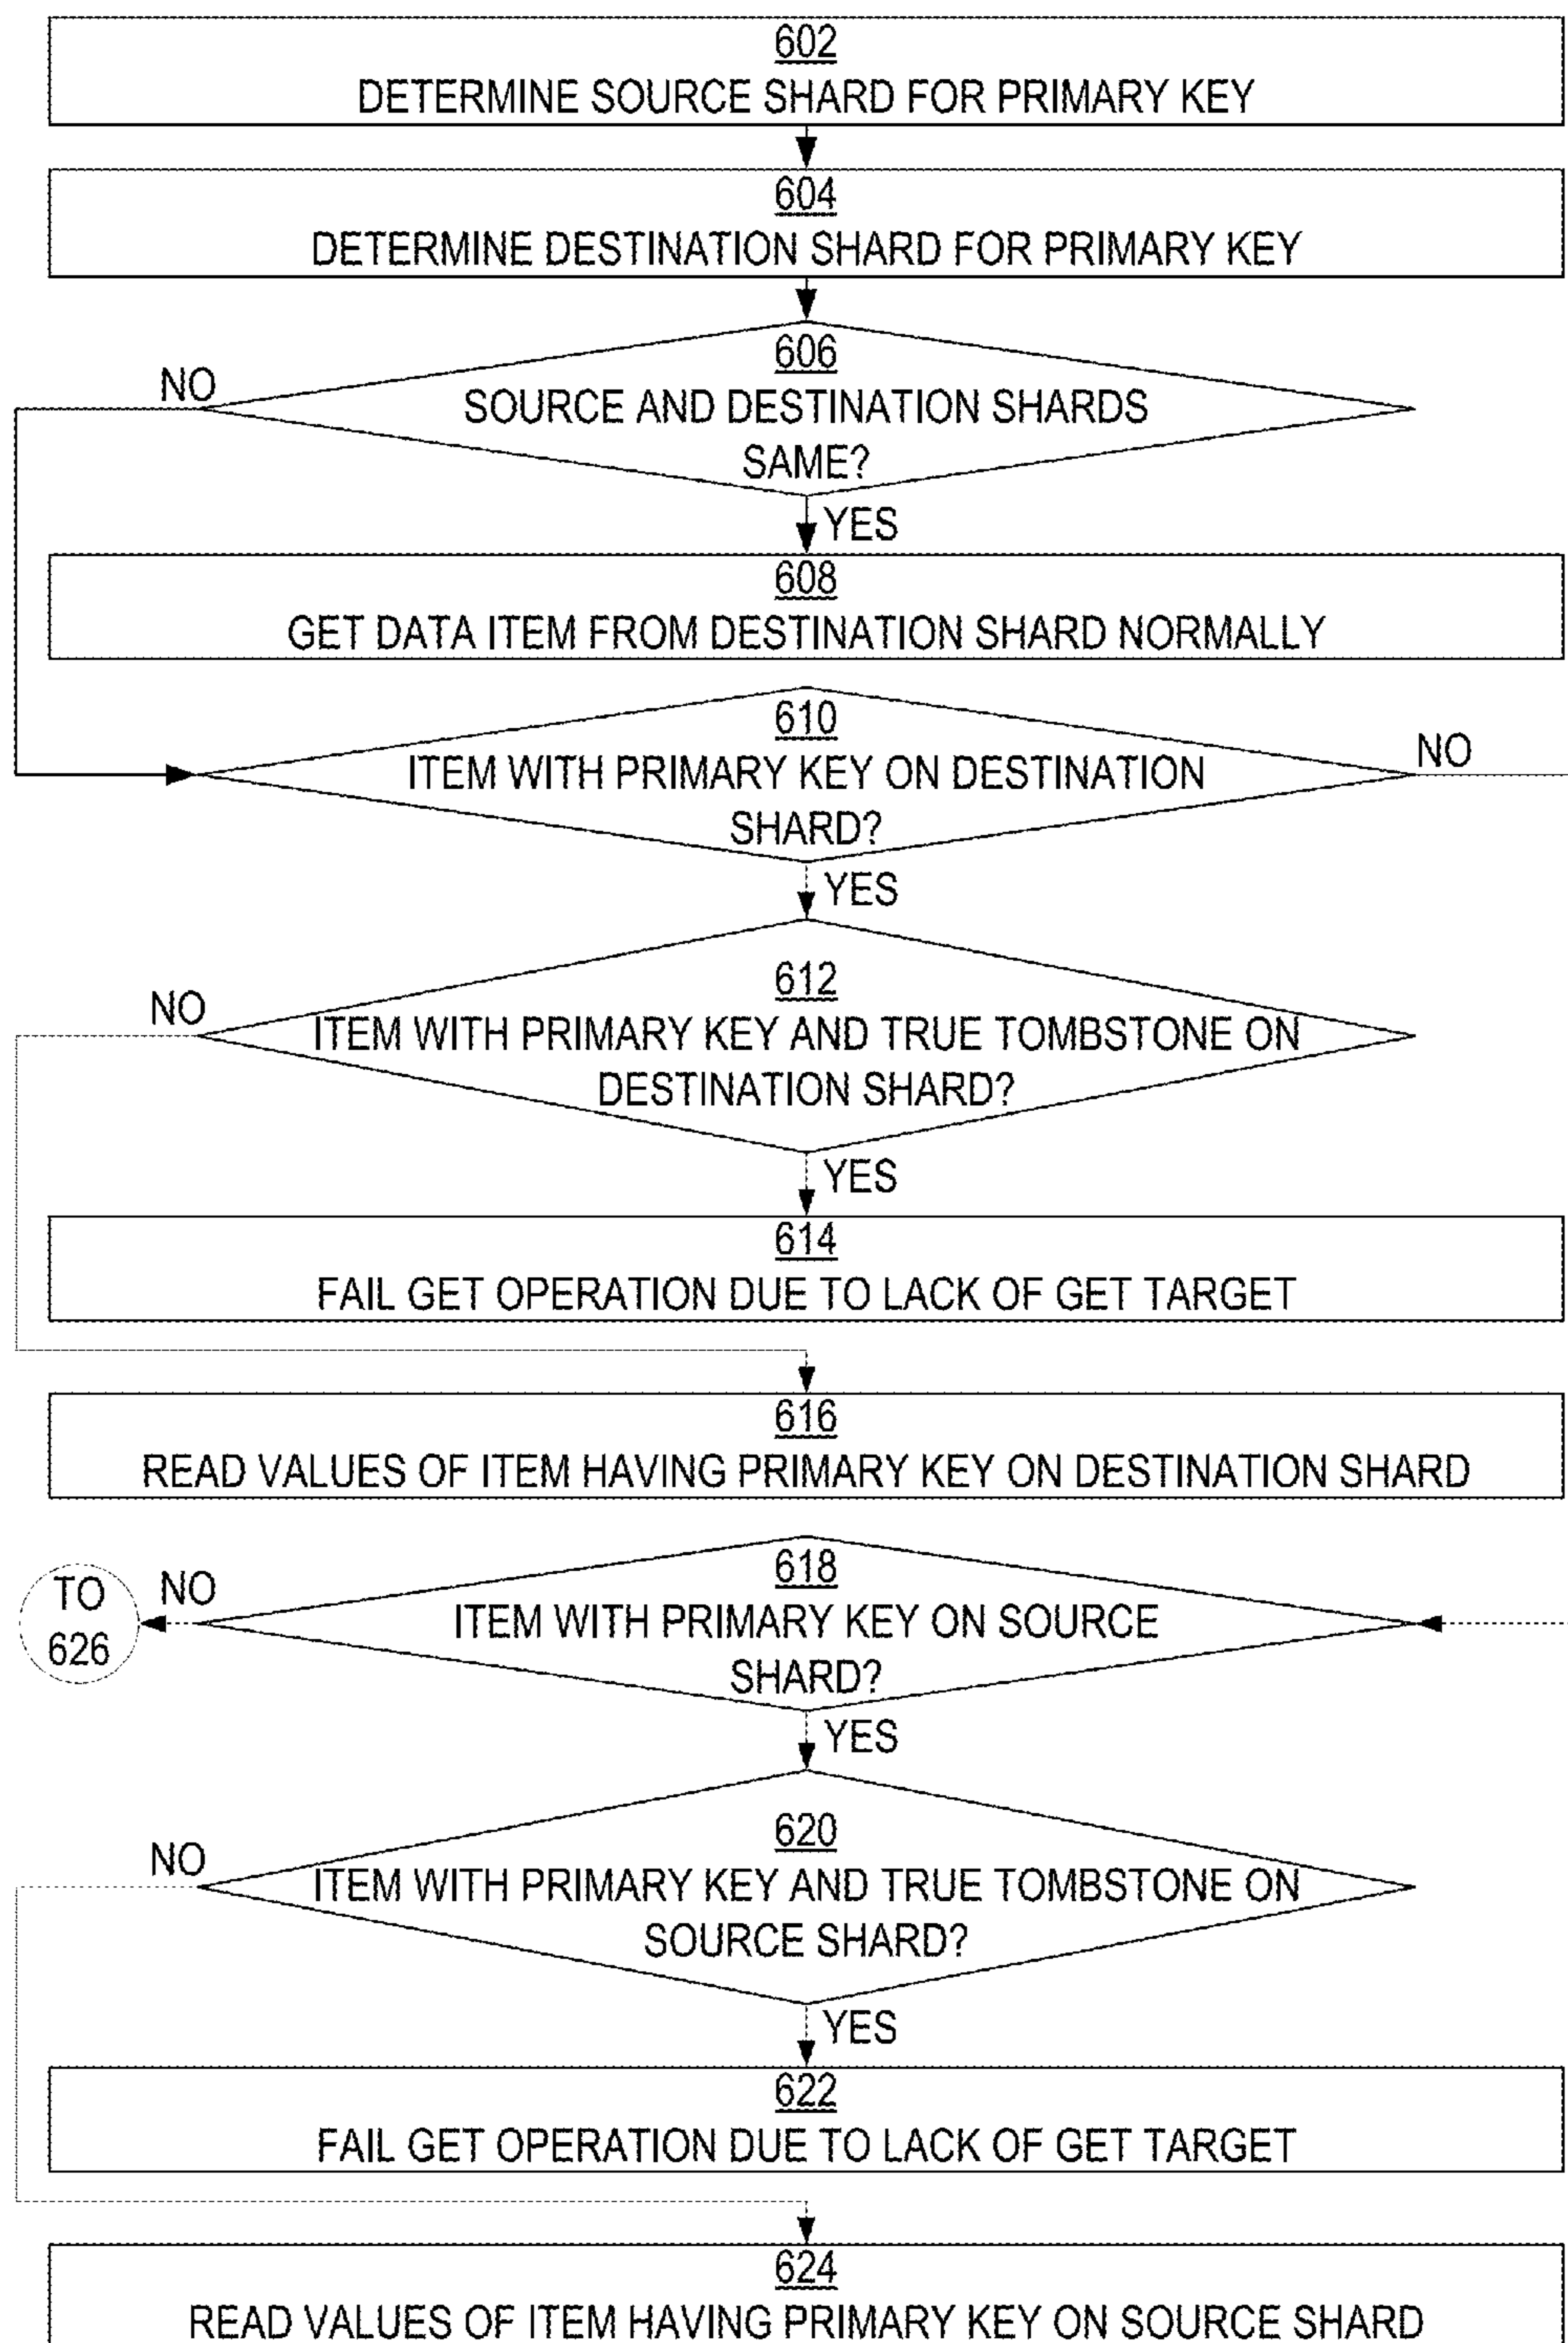 602
DETERMINE SOURCE SHARD FOR PRIMARY KEY
604
DETERMINE DESTINATION SHARD FOR PRIMARY KEY
606
NO
SOURCE AND DESTINATION SHARDS
SAME?
YES
608
GET DATA ITEM FROM DESTINATION SHARD NORMALLY
610
NO
ITEM WITH PRIMARY KEY ON DESTINATION
SHARD?
YES
612
NO
ITEM WITH PRIMARY KEY AND TRUE TOMBSTONE ON
DESTINATION SHARD?
YES
614
FAIL GET OPERATION DUE TO LACK OF GET TARGET
616
READ VALUES OF ITEM HAVING PRIMARY KEY ON DESTINATION SHARD
618
TO
626
NO
ITEM WITH PRIMARY KEY ON SOURCE
SHARD?
YES
620
NO
ITEM WITH PRIMARY KEY AND TRUE TOMBSTONE ON
SOURCE SHARD?
YES
622
FAIL GET OPERATION DUE TO LACK OF GET TARGET
624
READ VALUES OF ITEM HAVING PRIMARY KEY ON SOURCE SHARD